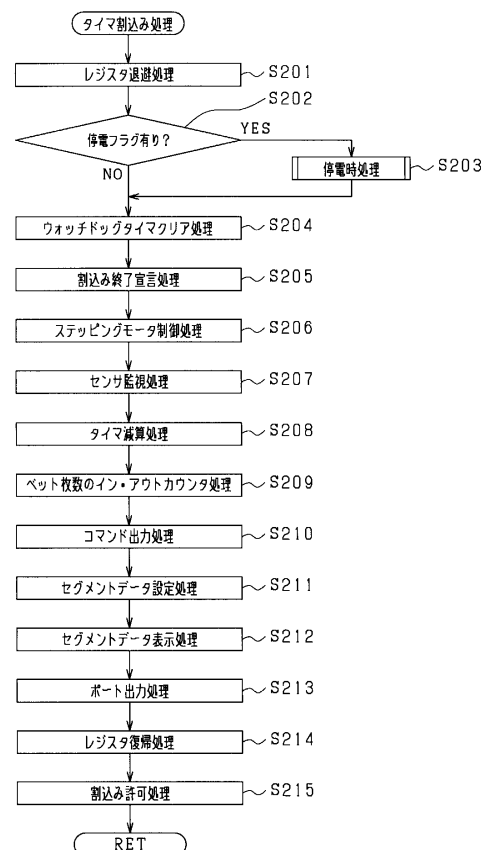 タイマ割込み処理
レジスタ退避処理 S201
S202
停電フラグ有り？ YES
停電時処理 S203
NO
ウォッチドッグタイマクリア処理 S204
割込み終了宣言処理 S205
ステッピングモータ制御処理 S206
センサ監視処理 S207
タイマ減算処理 S208
ベット枚数のイン・アウトカウンタ処理 S209
コマンド出力処理 S210
セグメントデータ設定処理 S211
セグメントデータ表示処理 S212
ポート出力処理 S213
レジスタ復帰処理 S214
割込み許可処理 S215
RET